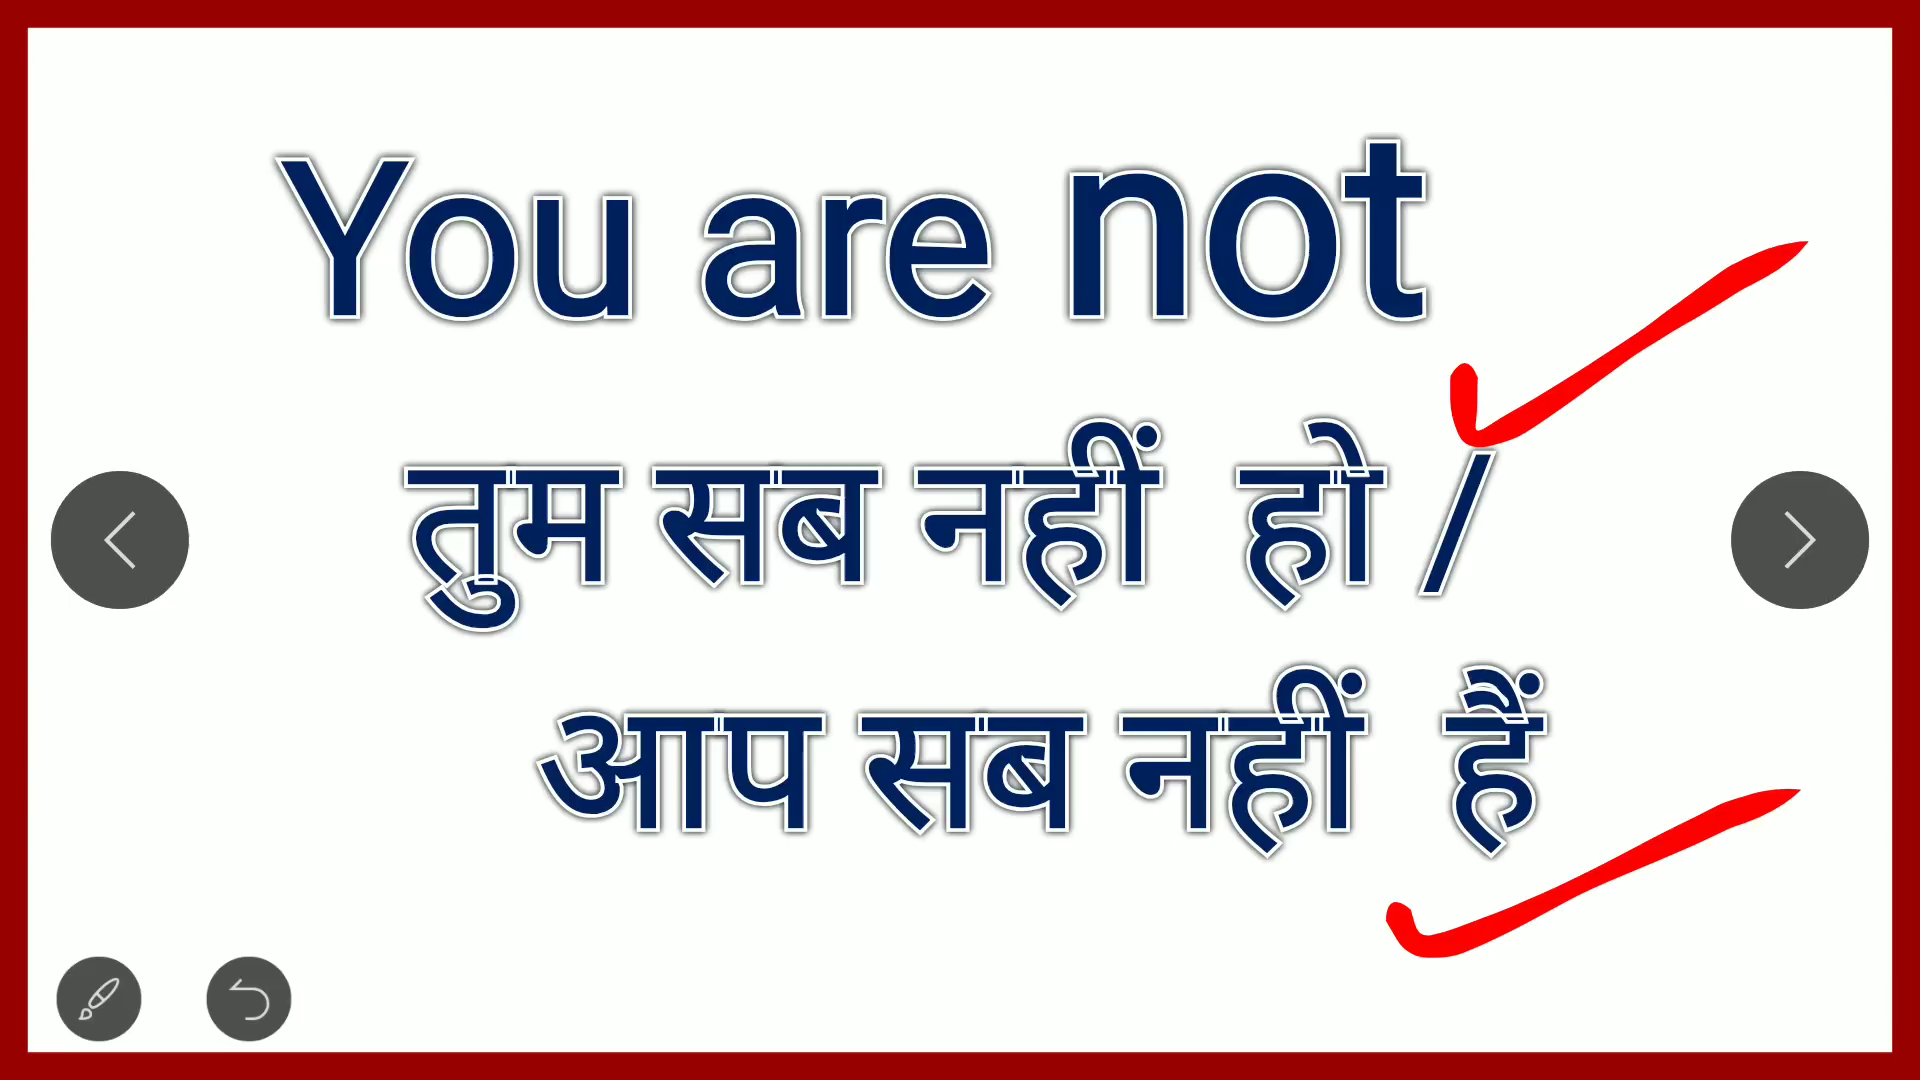 You are not
तुम सब नहीं हो /
आप सब नहीं हैं